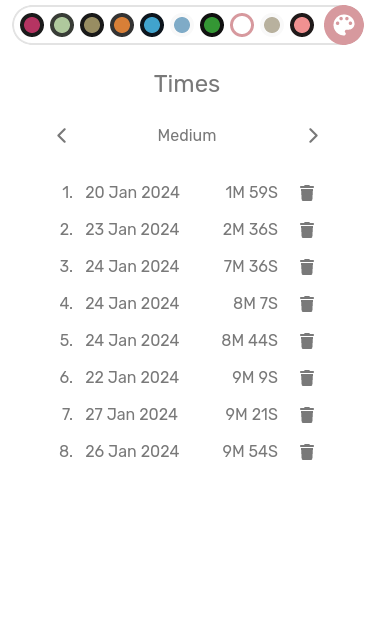 Times
Medium
1. 20 Jan 2024 1M 59S
2. 23 Jan 2024 2M 36S
3. 24 Jan 2024 7M 36S
4. 24 Jan 2024 8M 7S
5. 24 Jan 2024 8M 44S
6. 22 Jan 2024 9M 9S
7. 27 Jan 2024 9M 21S
8. 26 Jan 2024 9M 54S